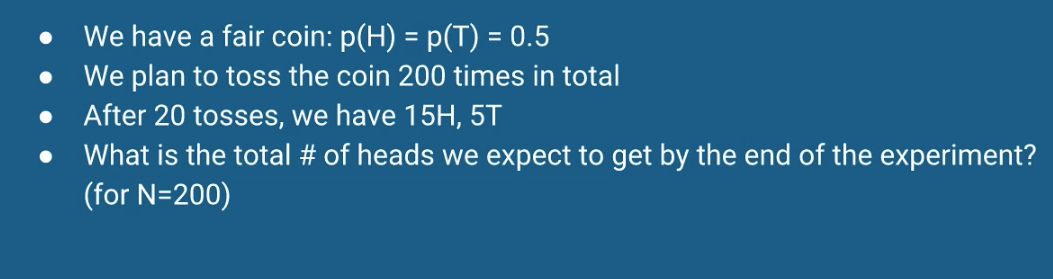 ● We have a fair coin: p(H) = p(T) = 0.5
● We plan to toss the coin 200 times in total
● After 20 tosses, we have 15H, 5T
● What is the total # of heads we expect to get by the end of the experiment?
(for N=200)